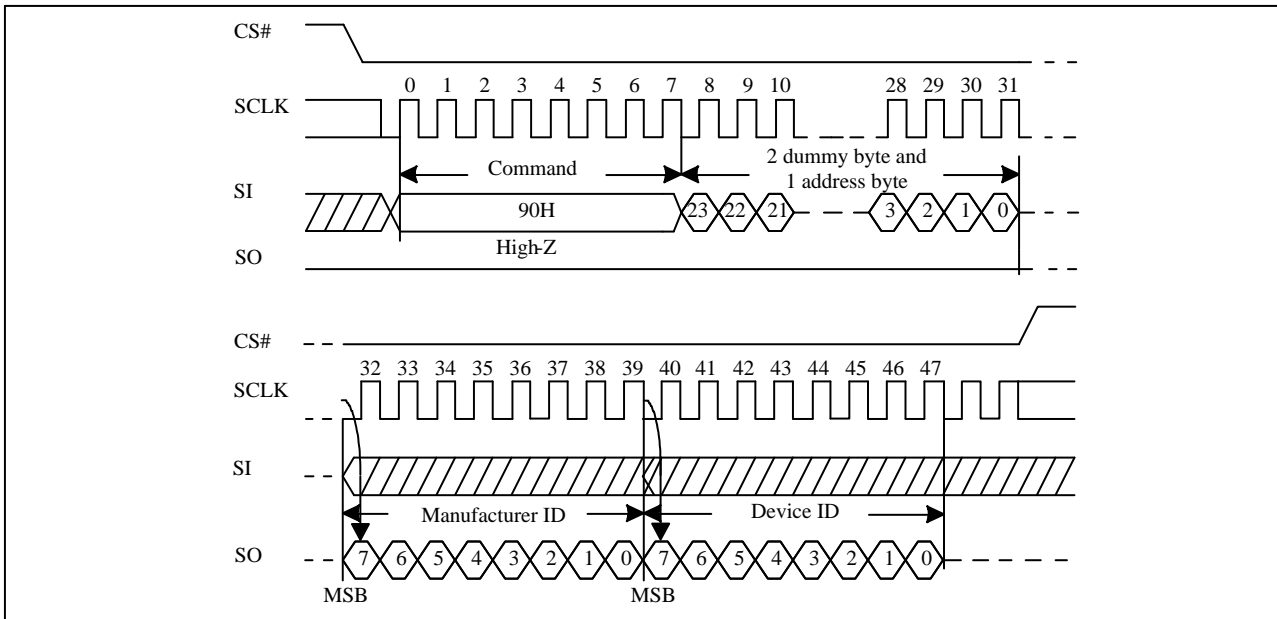 CS#
0 1 2 3 4 5 6 7 8 9 10 28 29 30 31
SCLK
Command
2 dummy byte and
1 address byte
SI
90H
23 22 21 3 2 1 0
High-Z
SO
CS#
32 33 34 35 36 37 38 39 40 41 42 43 44 45 46 47
SCLK
SI
Manufacturer ID
Device ID
SO
7 6 5 4 3 2 1 0 7 6 5 4 3 2 1 0
MSB MSB